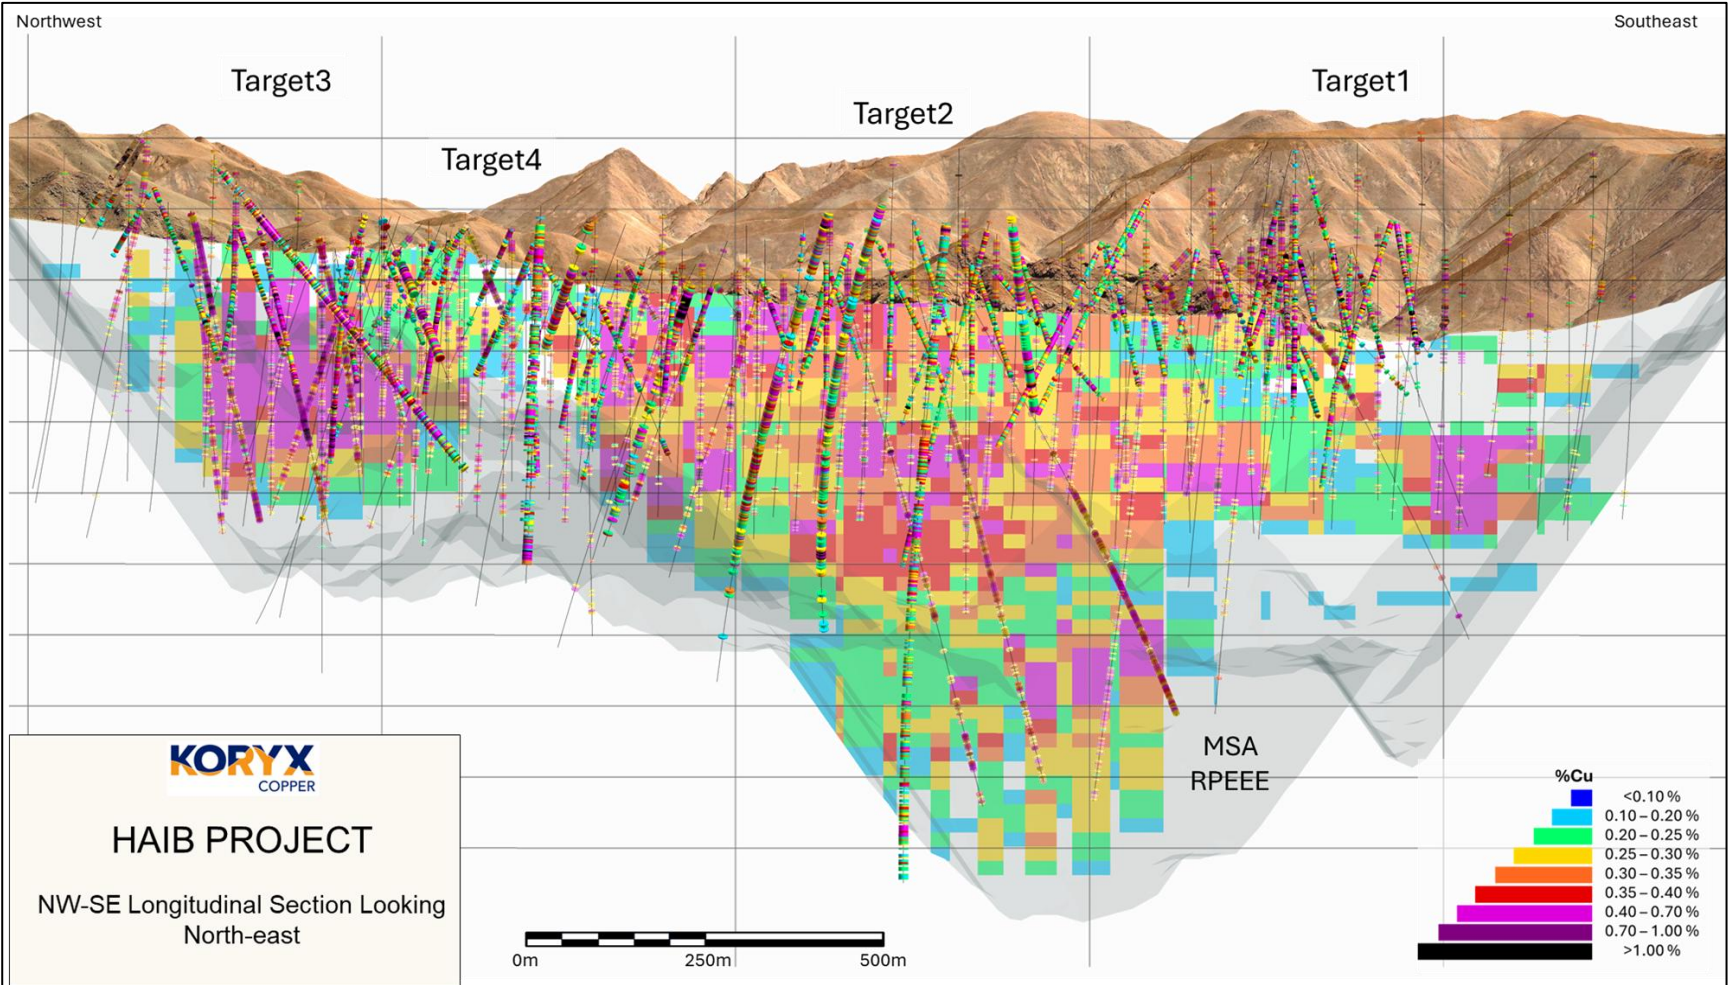 Northwest
Southeast
Target3
Target1
Target2
Target4
MSA
RPEEE
KORYX
COPPER
HAIB PROJECT
NW-SE Longitudinal Section Looking
North-east
0m
250m
500m
%Cu
<0.10 %
0.10 – 0.20 %
0.20 – 0.25 %
0.25 – 0.30 %
0.30 – 0.35 %
0.35 – 0.40 %
0.40 – 0.70 %
0.70 – 1.00 %
>1.00 %